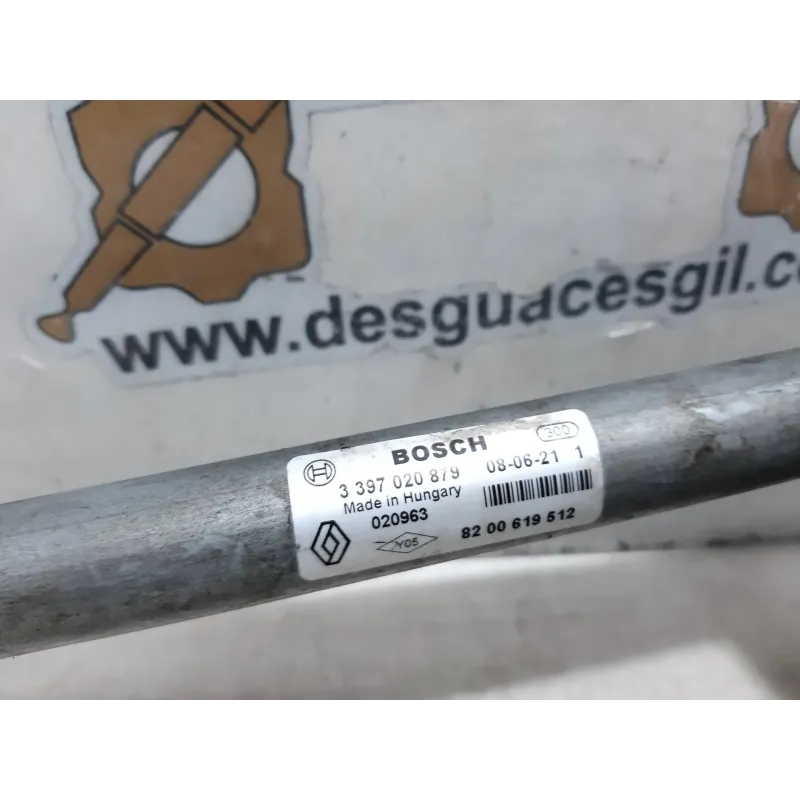 www.desguacesgil.c
BOSCH 300
3 397 020 879 08-06-21 1
Made in Hungary
020963
Y05 82 00 619 512